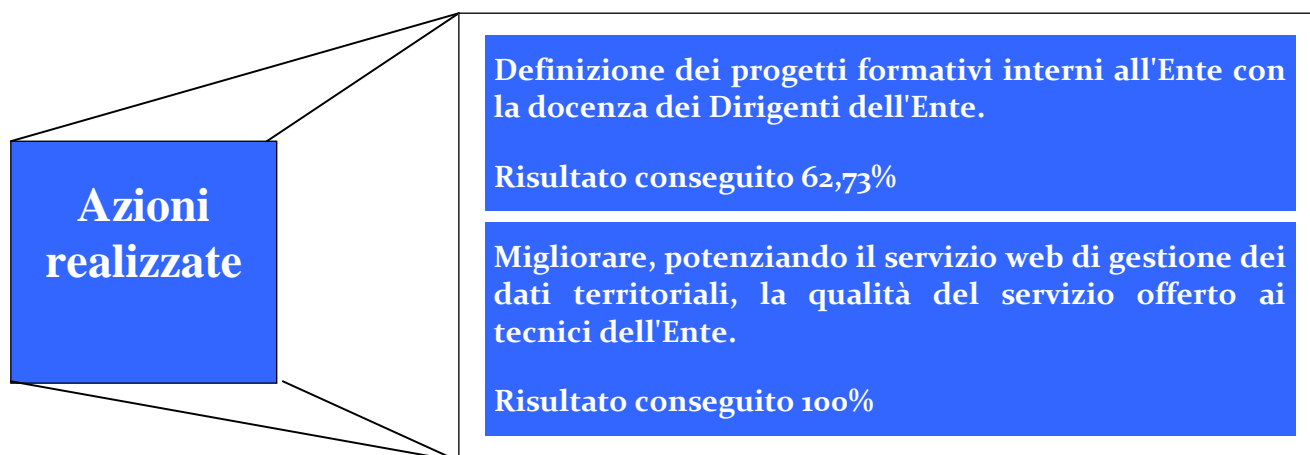 Azioni
realizzate
Definizione dei progetti formativi interni all'Ente con
la docenza dei Dirigenti dell'Ente.
Risultato conseguito 62,73%
Migliorare, potenziando il servizio web di gestione dei
dati territoriali, la qualità del servizio offerto ai
tecnici dell'Ente.
Risultato conseguito 100%